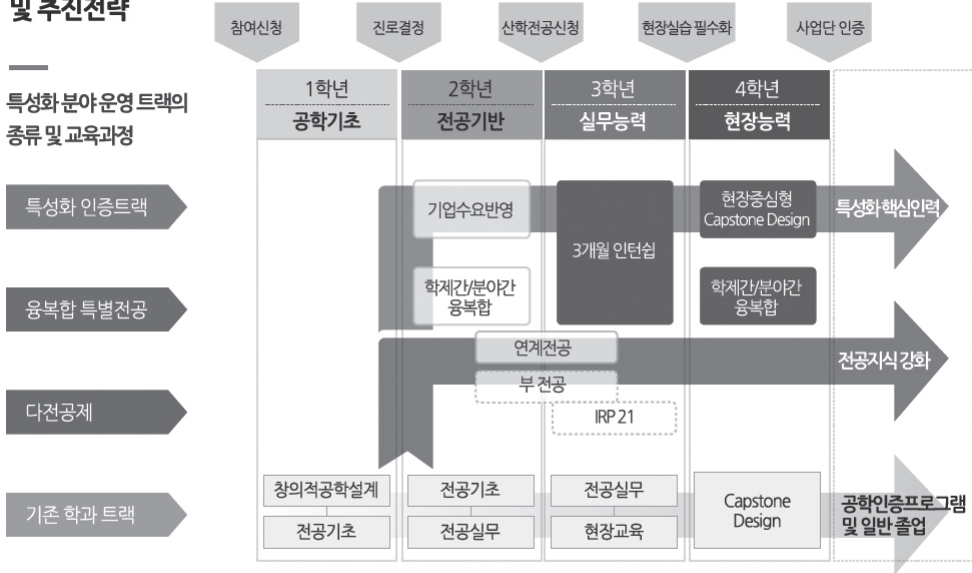 및 추진전략
참여신청
진로결정
산학전공신청
현장실습 필수화
사업단 인증
특성화 분야 운영 트랙의
종류 및 교육과정
1학년
공학기초
2학년
전공기반
3학년
실무능력
4학년
현장능력
특성화 인증트랙
기업수요반영
3개월 인턴쉽
현장중심형
Capstone Design
특성화 핵심인력
융복합 특별전공
학제간/분야간
융복합
학제간/분야간
융복합
연계전공
전공지식 강화
부 전공
다전공제
IRP 21
기존 학과 트랙
창의적공학설계
전공기초
전공기초
전공실무
전공실무
현장교육
Capstone
Design
공학인증프로그램
및 일반 졸업